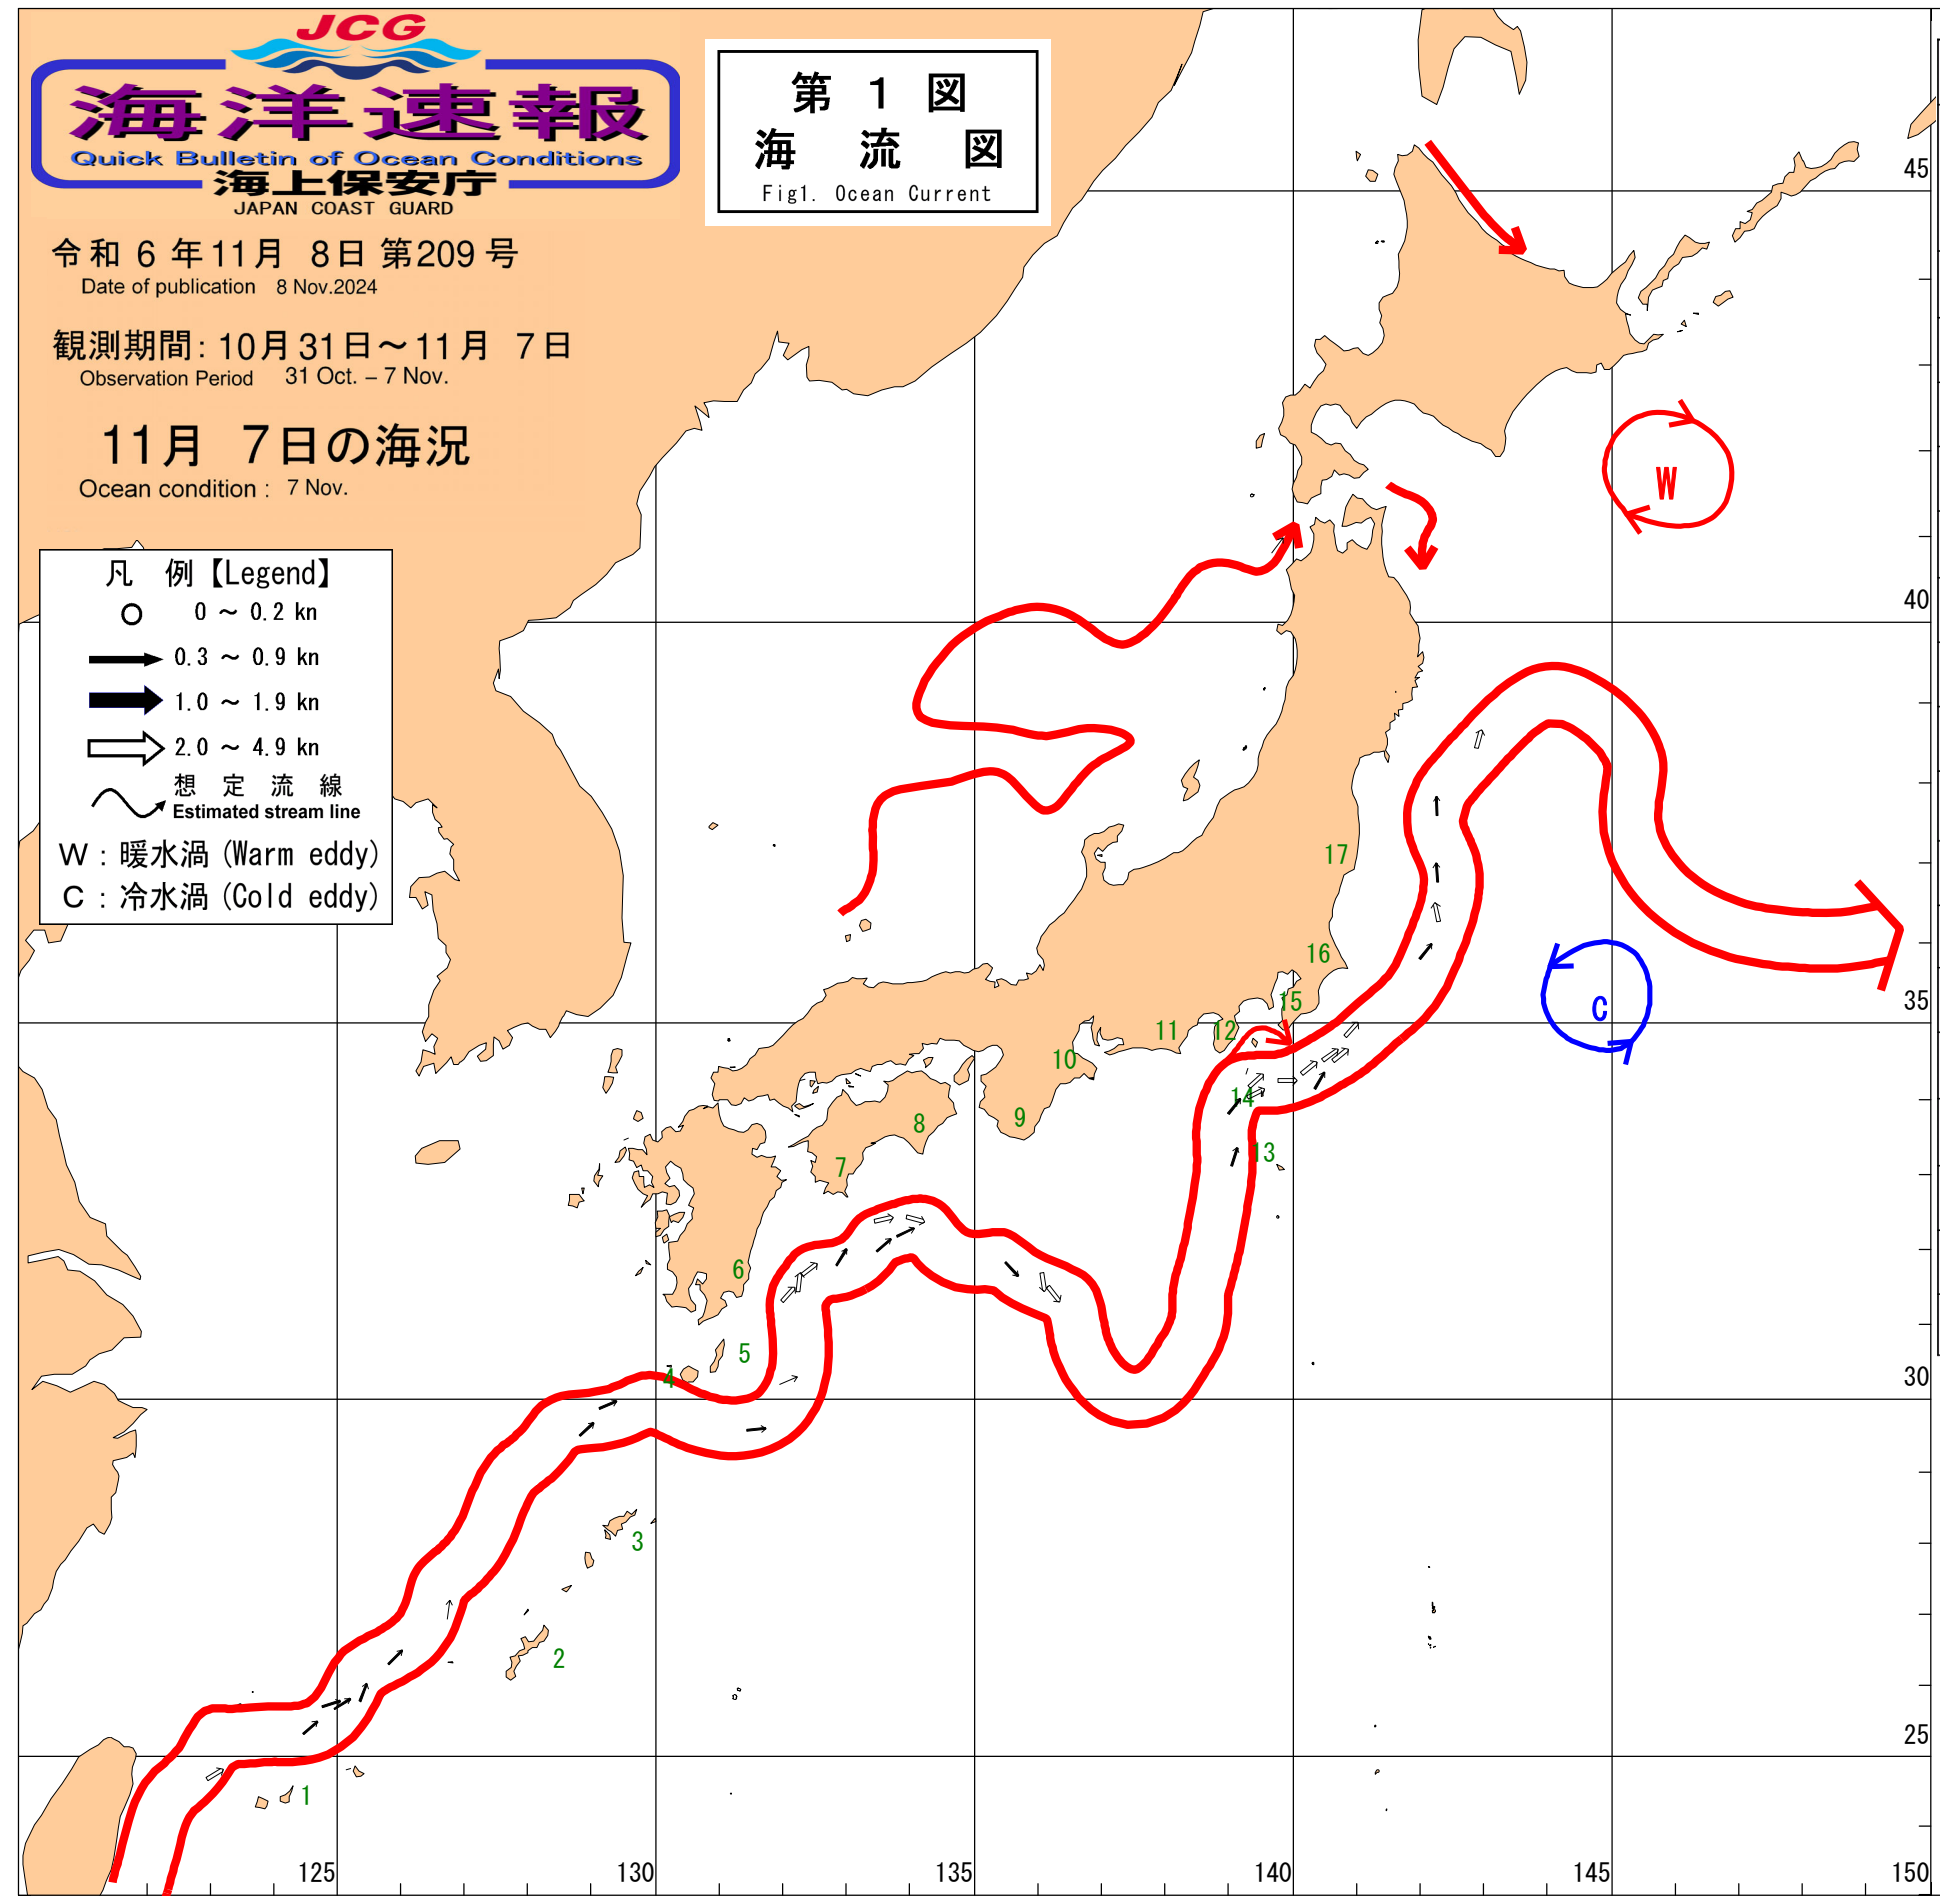 JCG
海洋速報
Quick Bulletin of Ocean Conditions
海上保安庁
JAPAN COAST GUARD
令和 6 年11月 8日 第209号
Date of publication 8 Nov.2024
観測期間: 10月31日～11月 7日
Observation Period 31 Oct. – 7 Nov.
11月 7日の海況
Ocean condition : 7 Nov.
第 1 図
海 流 図
Fig1. Ocean Current
凡 例【Legend】
0 ～ 0.2 kn
0.3 ～ 0.9 kn
1.0 ～ 1.9 kn
2.0 ～ 4.9 kn
想 定 流 線
Estimated stream line
W : 暖水渦 (Warm eddy)
C : 冷水渦 (Cold eddy)
45
W
40
17
16
15
C
35
12
11
10
14
9
8
13
7
6
5
4
30
3
2
25
1
125
130
135
140
145
150